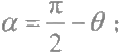 α = π/2 − θ ;